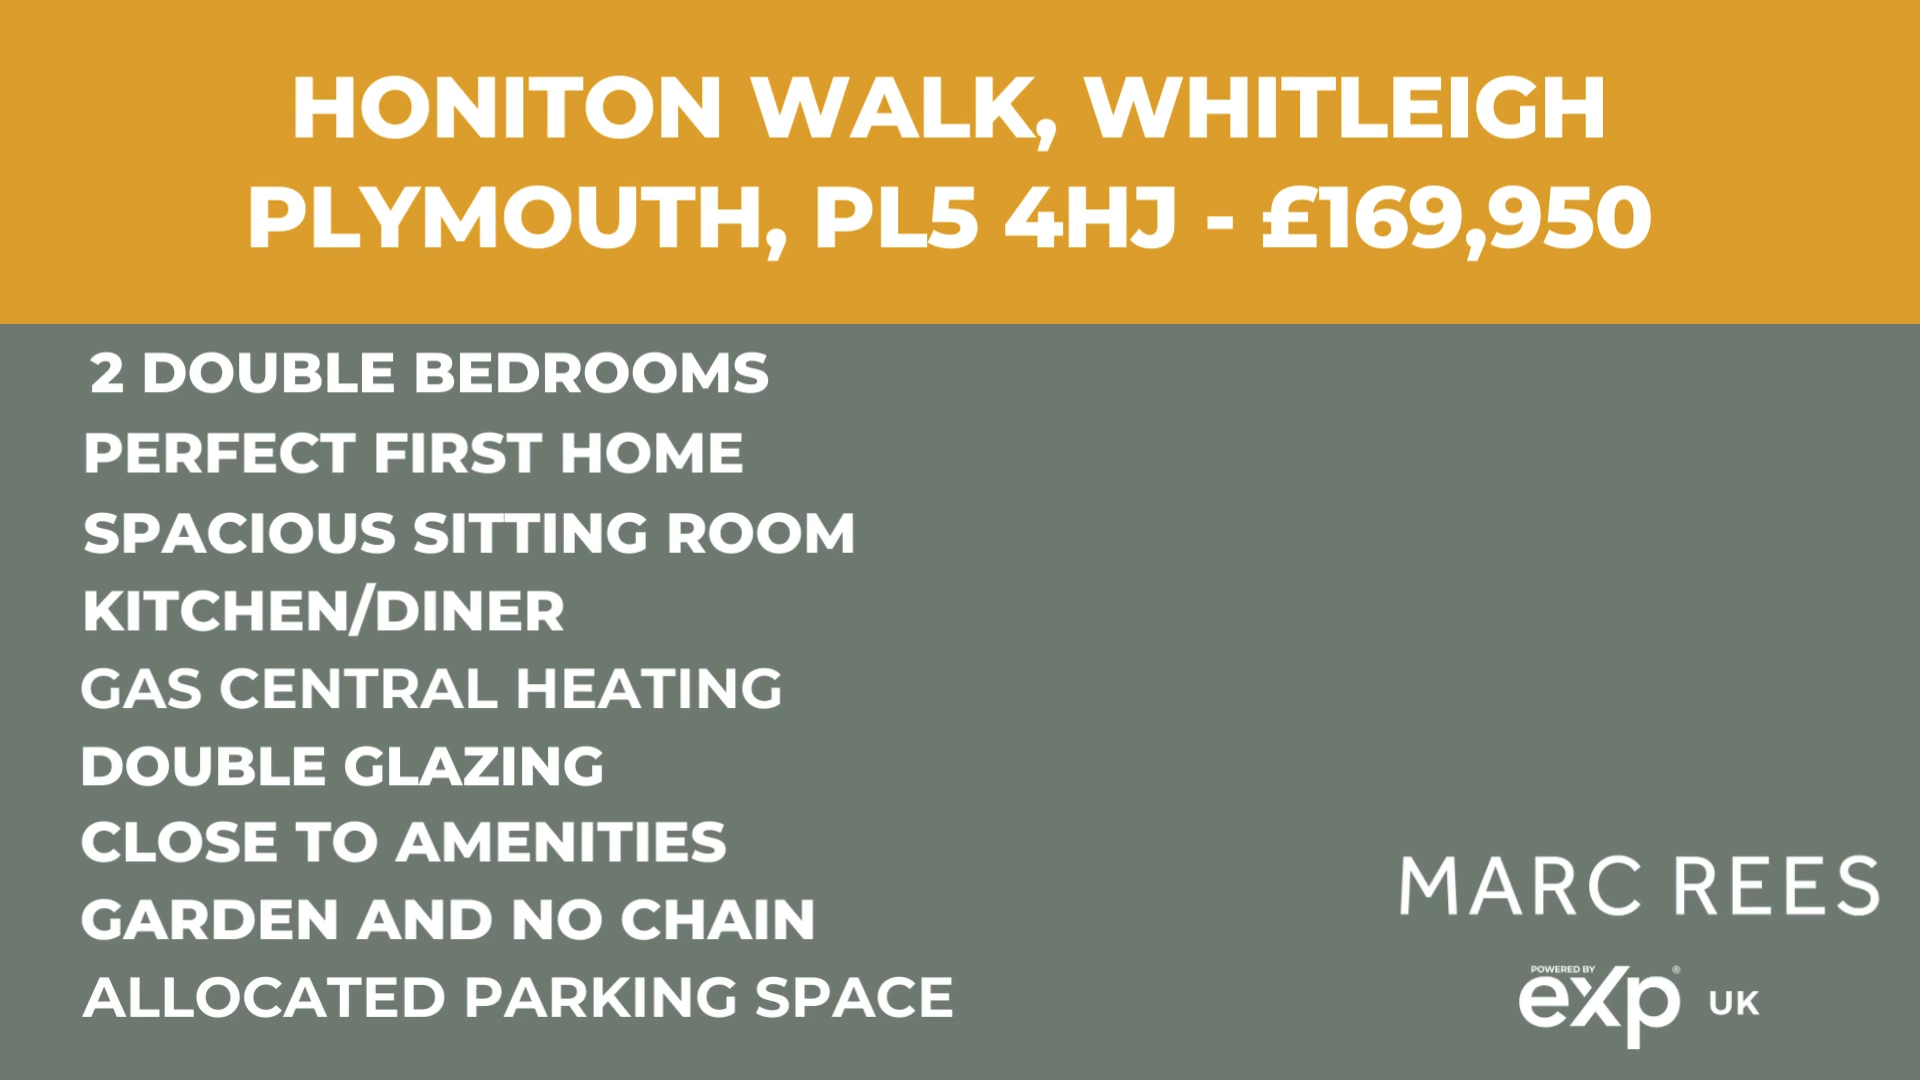 HONITON WALK, WHITLEIGH
PLYMOUTH, PL5 4HJ - £169,950
2 DOUBLE BEDROOMS
PERFECT FIRST HOME
SPACIOUS SITTING ROOM
KITCHEN/DINER
GAS CENTRAL HEATING
DOUBLE GLAZING
CLOSE TO AMENITIES
GARDEN AND NO CHAIN
ALLOCATED PARKING SPACE
MARC REES
POWERED BY
eXp® UK